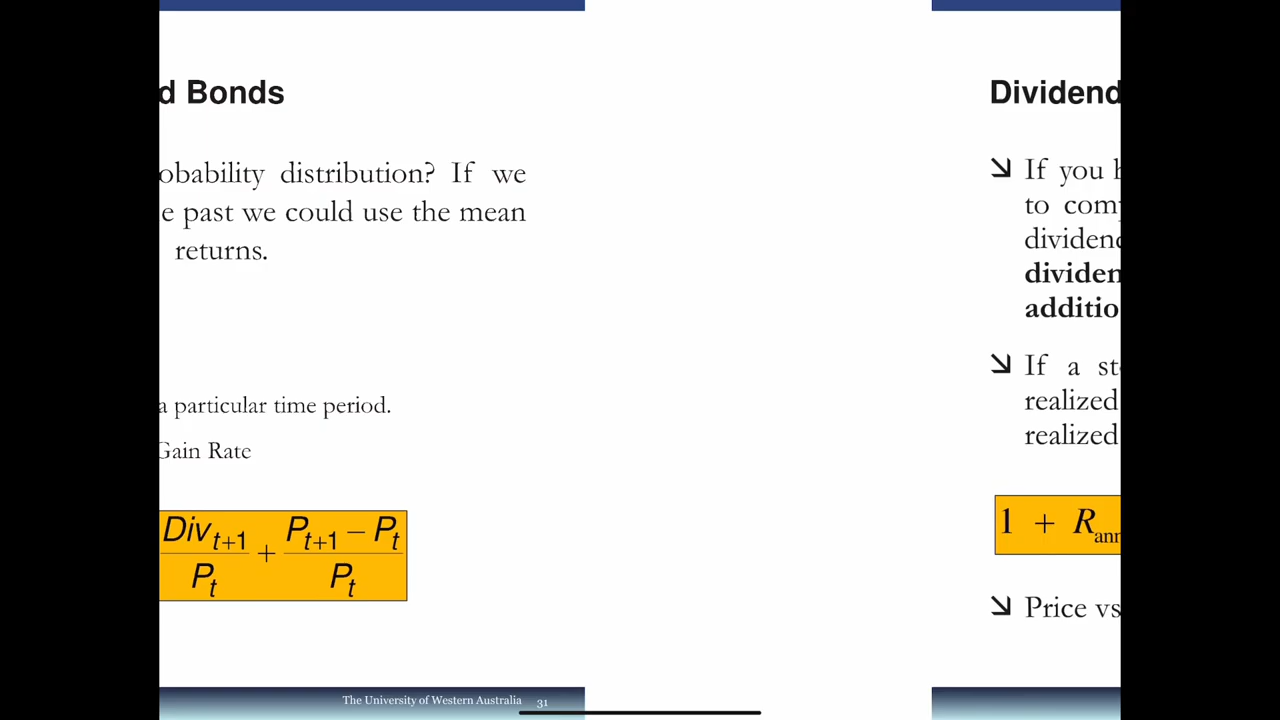 d Bonds
obability distribution? If we
e past we could use the mean
returns.
a particular time period.
Gain Rate
Div t+1 / P t + P t+1 − P t / P t
The University of Western Australia 31
Dividend
If you h
to comp
dividend
dividen
additio
If a sto
realized
realized
1 + R ann
Price vs